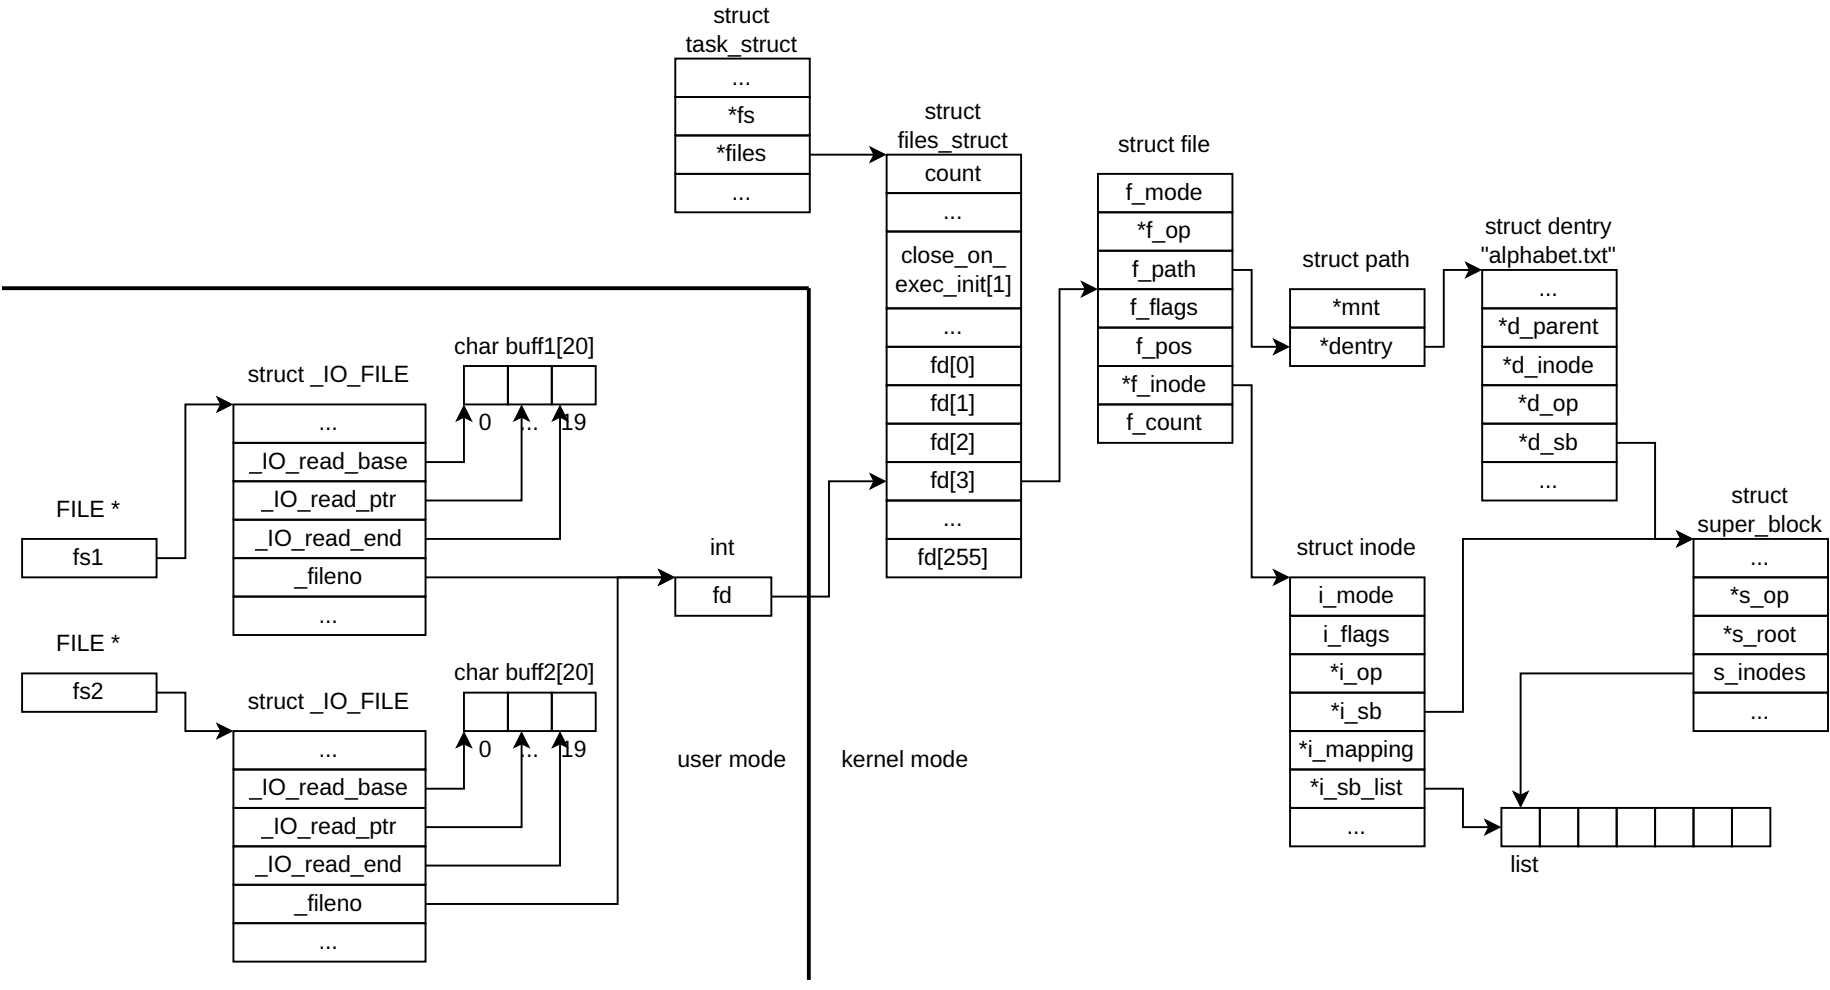 struct
task_struct
...
*fs
*files
...
struct
files_struct
count
...
close_on_
exec_init[1]
...
fd[0]
fd[1]
fd[2]
fd[3]
...
fd[255]
struct file
f_mode
*f_op
f_path
f_flags
f_pos
*f_inode
f_count
struct path
*mnt
*dentry
struct dentry
"alphabet.txt"
...
*d_parent
*d_inode
*d_op
*d_sb
...
struct
super_block
...
*s_op
*s_root
s_inodes
...
struct inode
i_mode
i_flags
*i_op
*i_sb
*i_mapping
*i_sb_list
...
list
FILE *
fs1
struct _IO_FILE
...
_IO_read_base
_IO_read_ptr
_IO_read_end
_fileno
...
char buff1[20]
0 ... 19
int
fd
FILE *
fs2
struct _IO_FILE
...
_IO_read_base
_IO_read_ptr
_IO_read_end
_fileno
...
char buff2[20]
0 ... 19
user mode
kernel mode